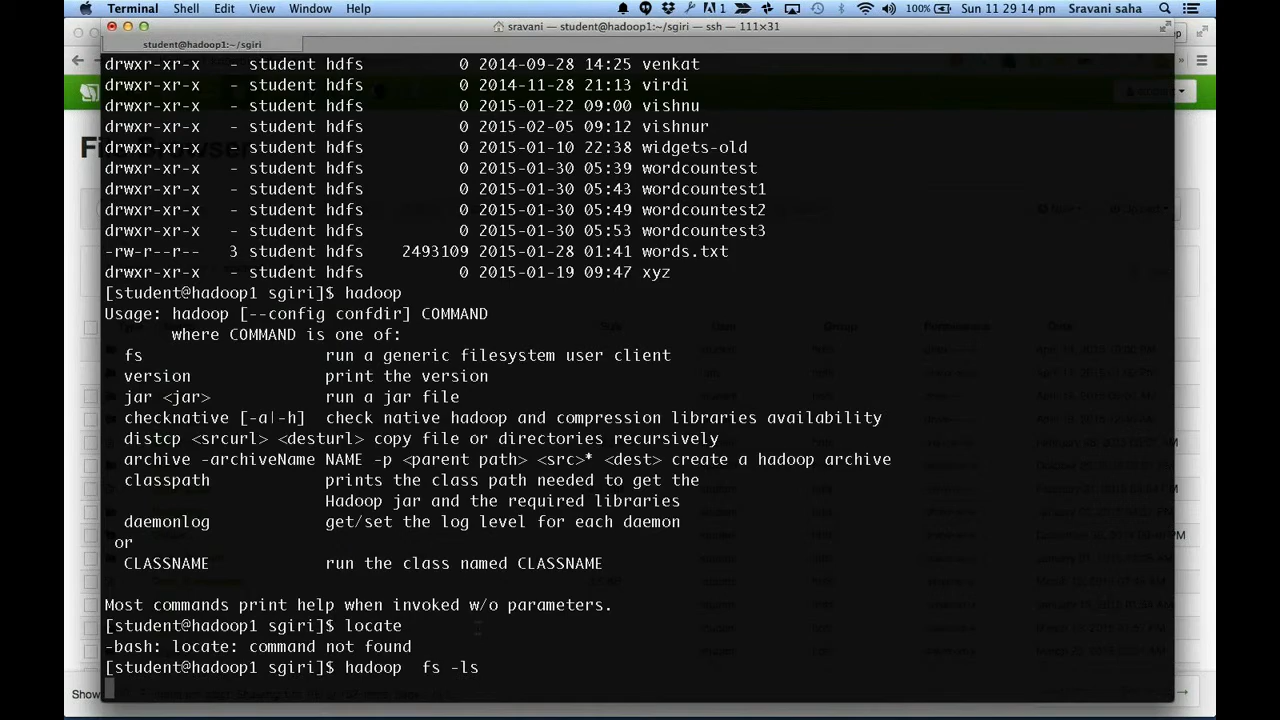 Terminal Shell Edit View Window Help 1 100% Sun 11 29 14 pm Sravani saha
sravani — student@hadoop1:~/sgiri — ssh — 111×31
student@hadoop1:~/sgiri
drwxr-xr-x - student hdfs 0 2014-09-28 14:25 venkat
drwxr-xr-x - student hdfs 0 2014-11-28 21:13 virdi
drwxr-xr-x - student hdfs 0 2015-01-22 09:00 vishnu
drwxr-xr-x - student hdfs 0 2015-02-05 09:12 vishnur
drwxr-xr-x - student hdfs 0 2015-01-10 22:38 widgets-old
drwxr-xr-x - student hdfs 0 2015-01-30 05:39 wordcountest
drwxr-xr-x - student hdfs 0 2015-01-30 05:43 wordcountest1
drwxr-xr-x - student hdfs 0 2015-01-30 05:49 wordcountest2
drwxr-xr-x - student hdfs 0 2015-01-30 05:53 wordcountest3
-rw-r--r-- 3 student hdfs 2493109 2015-01-28 01:41 words.txt
drwxr-xr-x - student hdfs 0 2015-01-19 09:47 xyz
[student@hadoop1 sgiri]$ hadoop
Usage: hadoop [--config confdir] COMMAND
where COMMAND is one of:
fs run a generic filesystem user client
version print the version
jar <jar> run a jar file
checknative [-a|-h] check native hadoop and compression libraries availability
distcp <srcurl> <desturl> copy file or directories recursively
archive -archiveName NAME -p <parent path> <src>* <dest> create a hadoop archive
classpath prints the class path needed to get the
Hadoop jar and the required libraries
daemonlog get/set the log level for each daemon
or
CLASSNAME run the class named CLASSNAME
Most commands print help when invoked w/o parameters.
[student@hadoop1 sgiri]$ locate
-bash: locate: command not found
[student@hadoop1 sgiri]$ hadoop fs -ls